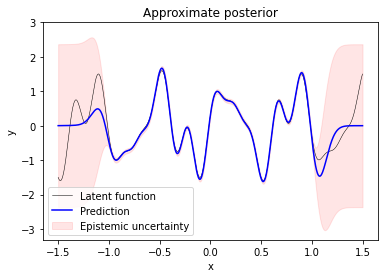 Approximate posterior
3
2
1
0
−1
−2
−3
y
Latent function
Prediction
Epistemic uncertainty
−1.5 −1.0 −0.5 0.0 0.5 1.0 1.5
x